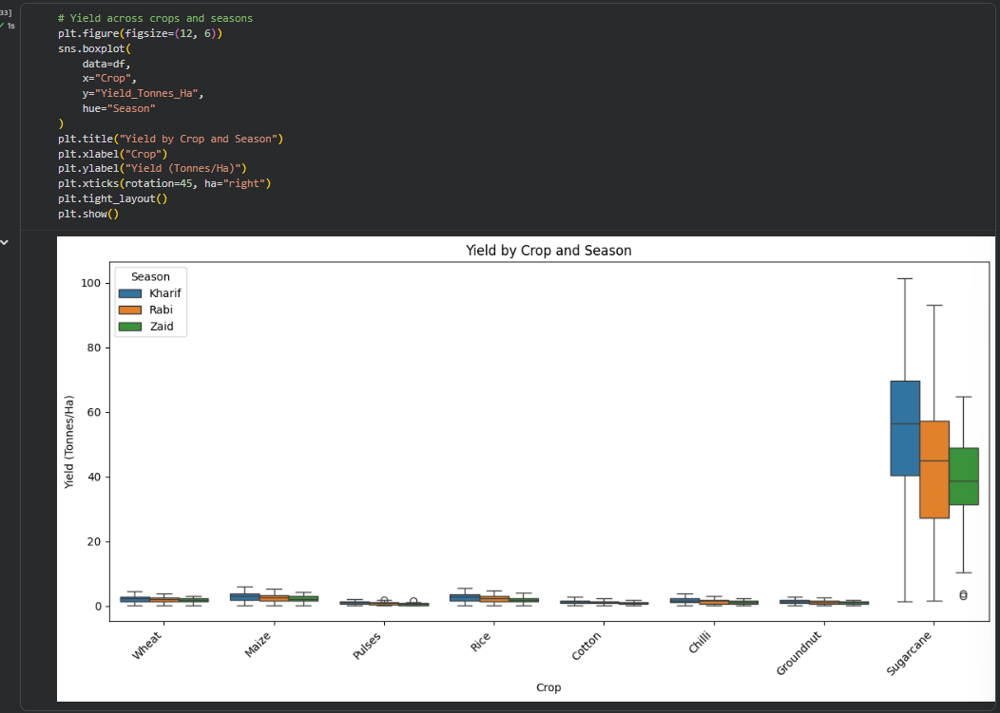 33]
1s
# Yield across crops and seasons
plt.figure(figsize=(12, 6))
sns.boxplot(
    data=df,
    x="Crop",
    y="Yield_Tonnes_Ha",
    hue="Season"
)
plt.title("Yield by Crop and Season")
plt.xlabel("Crop")
plt.ylabel("Yield (Tonnes/Ha)")
plt.xticks(rotation=45, ha="right")
plt.tight_layout()
plt.show()
Yield by Crop and Season
Season
Kharif
Rabi
Zaid
100
80
60
40
20
0
Yield (Tonnes/Ha)
Wheat
Maize
Pulses
Rice
Cotton
Chilli
Groundnut
Sugarcane
Crop